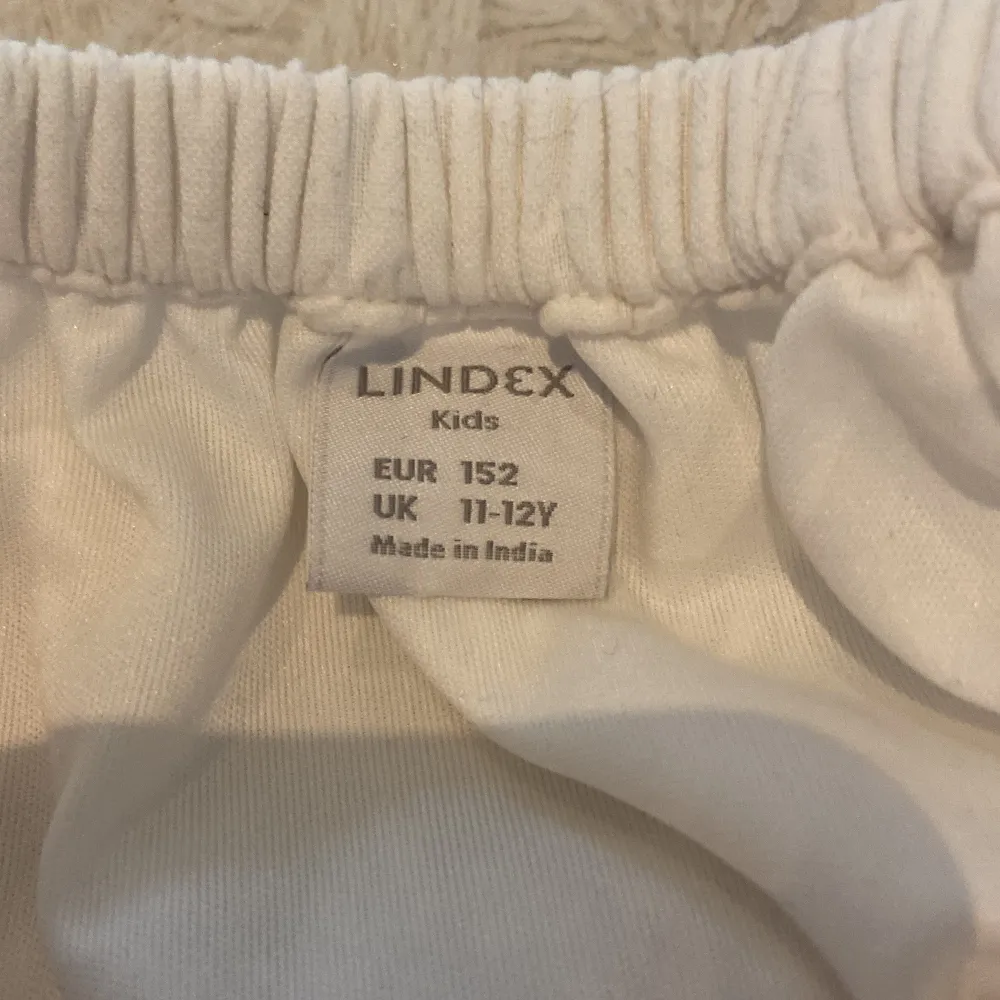 LINDEX
Kids
EUR 152
UK 11-12Y
Made in India